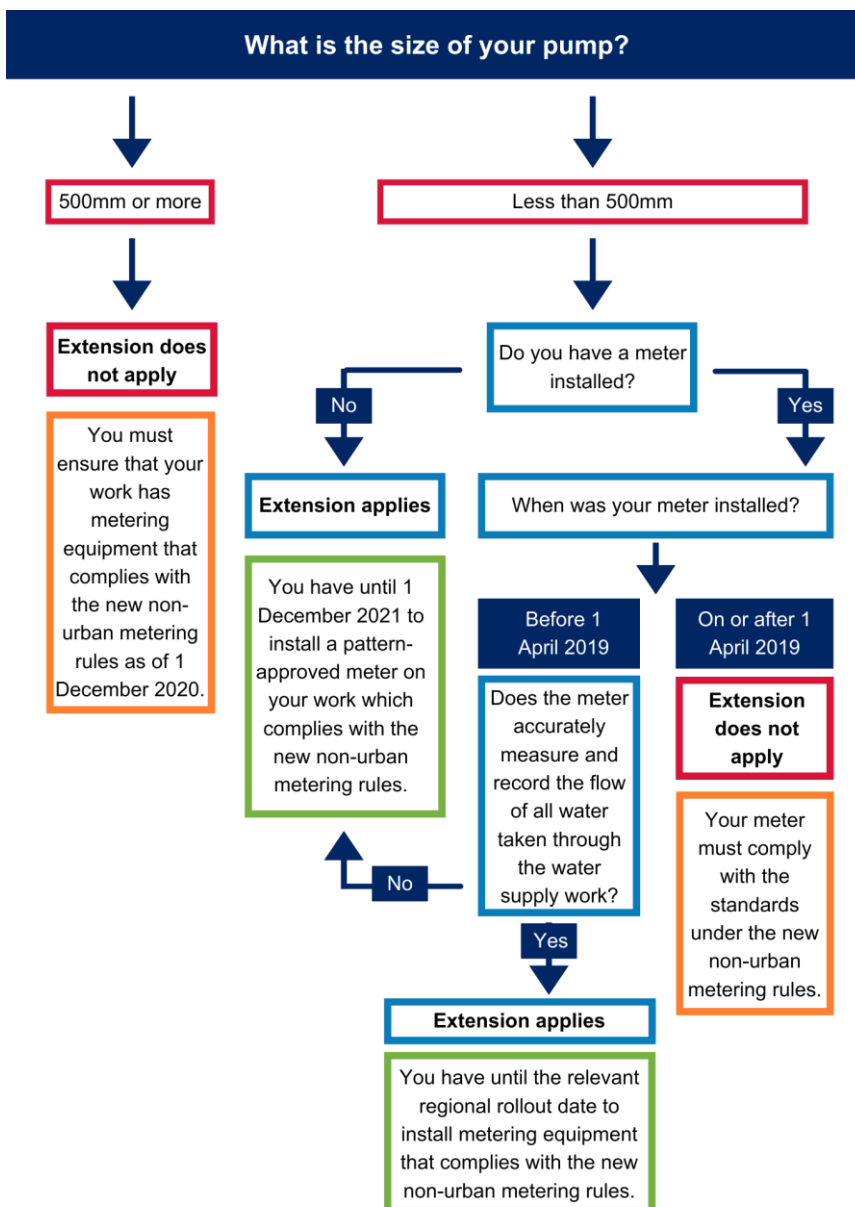 What is the size of your pump?
500mm or more
Less than 500mm
Extension does
not apply
You must
ensure that your
work has
metering
equipment that
complies with
the new non-
urban metering
rules as of 1
December 2020.
Do you have a meter
installed?
No
Yes
Extension applies
You have until 1
December 2021 to
install a pattern-
approved meter on
your work which
complies with the
new non-urban
metering rules.
When was your meter installed?
Before 1
April 2019
On or after 1
April 2019
Does the meter
accurately
measure and
record the flow
of all water
taken through
the water
supply work?
Extension
does not
apply
Your meter
must comply
with the
standards
under the new
non-urban
metering rules.
No
Yes
Extension applies
You have until the relevant
regional rollout date to
install metering equipment
that complies with the new
non-urban metering rules.